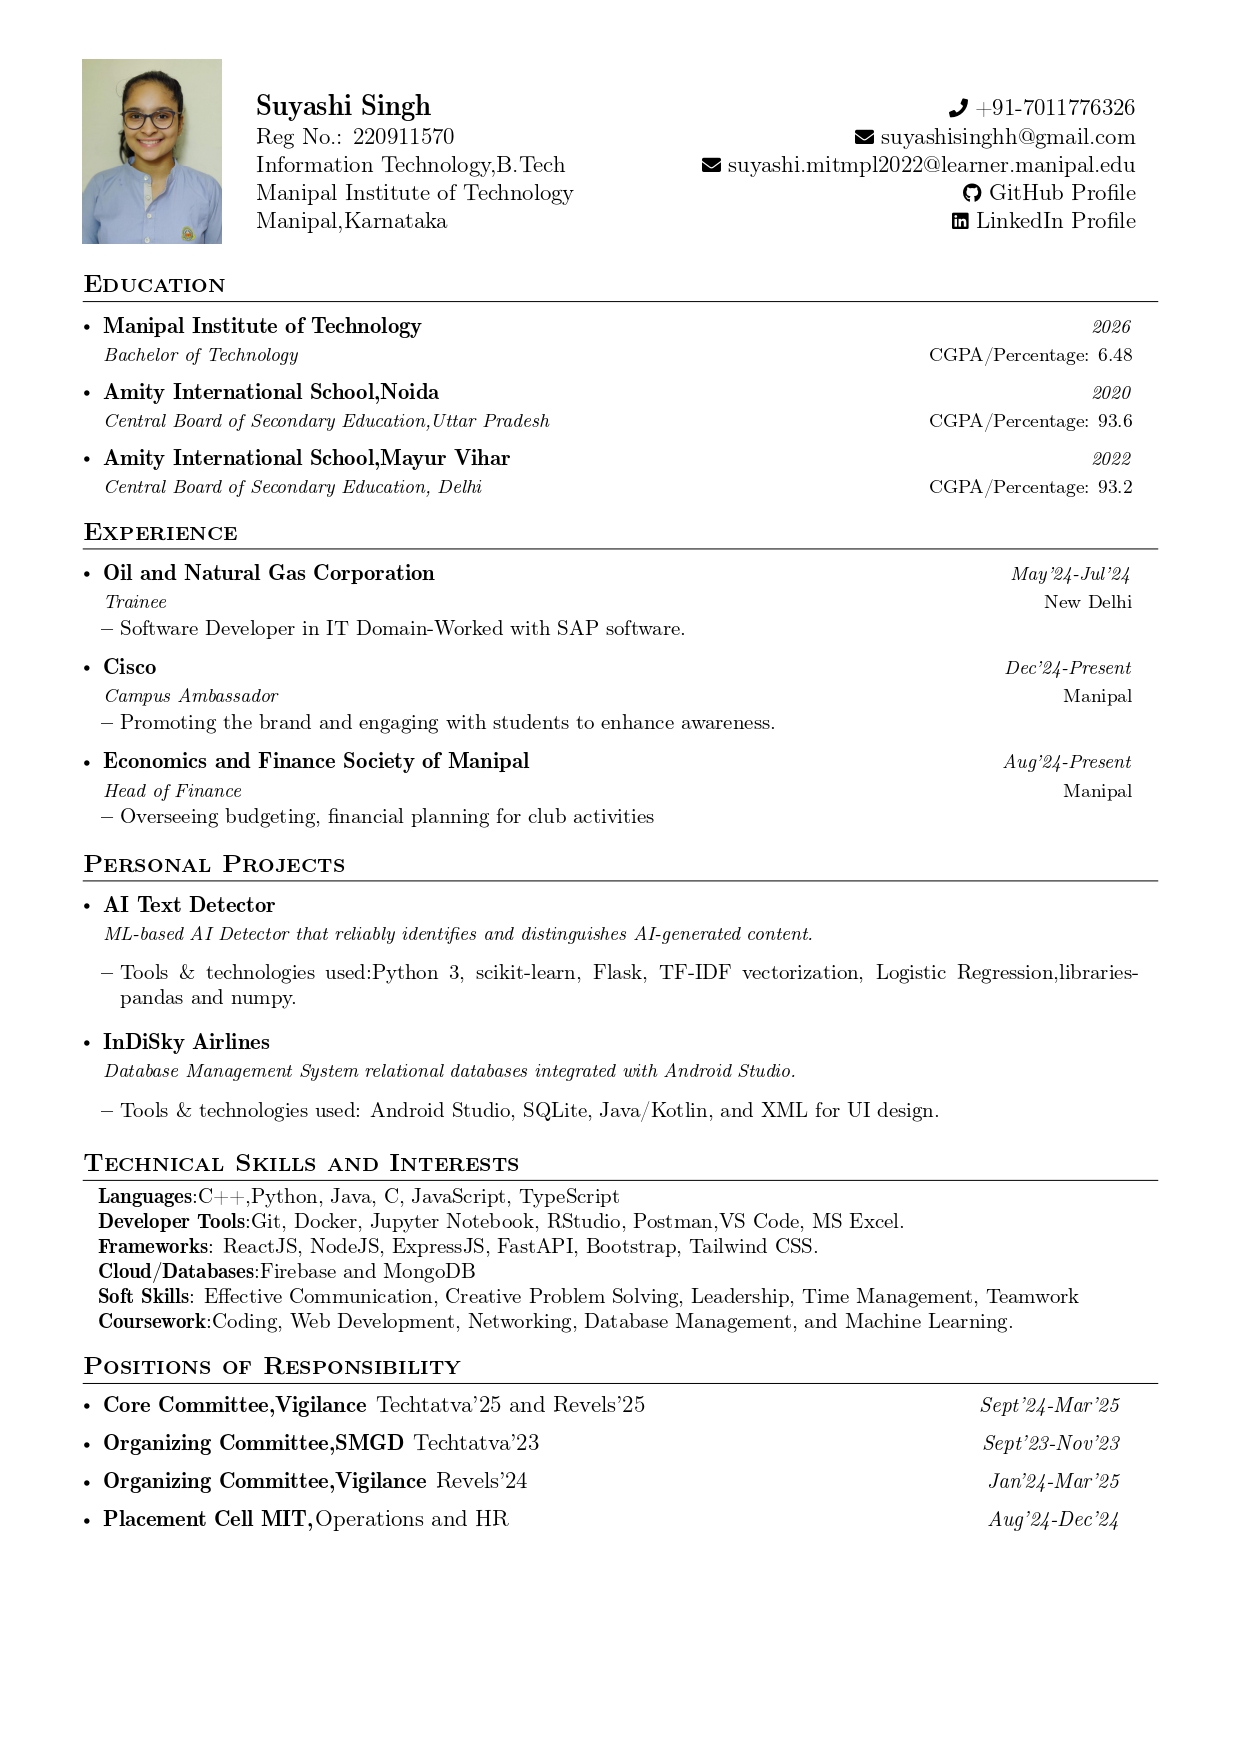 Suyashi Singh
Reg No.: 220911570
Information Technology,B.Tech
Manipal Institute of Technology
Manipal,Karnataka
+91-7011776326
suyashisinghh@gmail.com
suyashi.mitmpl2022@learner.manipal.edu
GitHub Profile
LinkedIn Profile
Education
• Manipal Institute of Technology 2026
Bachelor of Technology CGPA/Percentage: 6.48
• Amity International School,Noida 2020
Central Board of Secondary Education,Uttar Pradesh CGPA/Percentage: 93.6
• Amity International School,Mayur Vihar 2022
Central Board of Secondary Education, Delhi CGPA/Percentage: 93.2
Experience
• Oil and Natural Gas Corporation May'24-Jul'24
Trainee New Delhi
– Software Developer in IT Domain-Worked with SAP software.
• Cisco Dec'24-Present
Campus Ambassador Manipal
– Promoting the brand and engaging with students to enhance awareness.
• Economics and Finance Society of Manipal Aug'24-Present
Head of Finance Manipal
– Overseeing budgeting, financial planning for club activities
Personal Projects
• AI Text Detector
ML-based AI Detector that reliably identifies and distinguishes AI-generated content.
– Tools & technologies used:Python 3, scikit-learn, Flask, TF-IDF vectorization, Logistic Regression,libraries-
pandas and numpy.
• InDiSky Airlines
Database Management System relational databases integrated with Android Studio.
– Tools & technologies used: Android Studio, SQLite, Java/Kotlin, and XML for UI design.
Technical Skills and Interests
Languages:C++,Python, Java, C, JavaScript, TypeScript
Developer Tools:Git, Docker, Jupyter Notebook, RStudio, Postman,VS Code, MS Excel.
Frameworks: ReactJS, NodeJS, ExpressJS, FastAPI, Bootstrap, Tailwind CSS.
Cloud/Databases:Firebase and MongoDB
Soft Skills: Effective Communication, Creative Problem Solving, Leadership, Time Management, Teamwork
Coursework:Coding, Web Development, Networking, Database Management, and Machine Learning.
Positions of Responsibility
• Core Committee,Vigilance Techtatva'25 and Revels'25 Sept'24-Mar'25
• Organizing Committee,SMGD Techtatva'23 Sept'23-Nov'23
• Organizing Committee,Vigilance Revels'24 Jan'24-Mar'25
• Placement Cell MIT,Operations and HR Aug'24-Dec'24